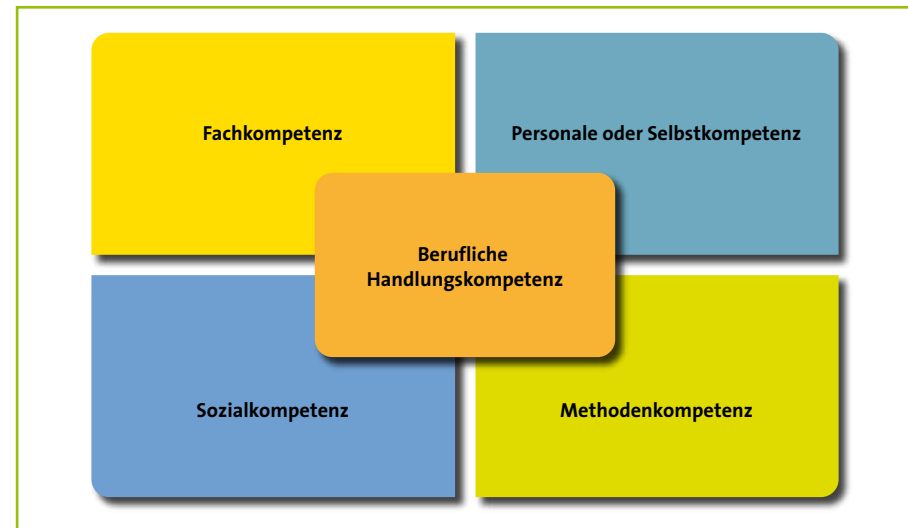 Fachkompetenz
Personale oder Selbstkompetenz
Berufliche
Handlungskompetenz
Sozialkompetenz
Methodenkompetenz